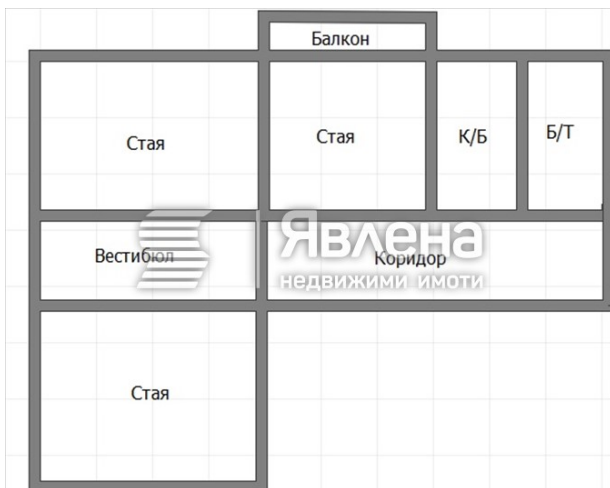 Балкон
Стая
Стая
К/Б
Б/Т
Явлена
недвижими имоти
Вестибюл
Коридор
Стая